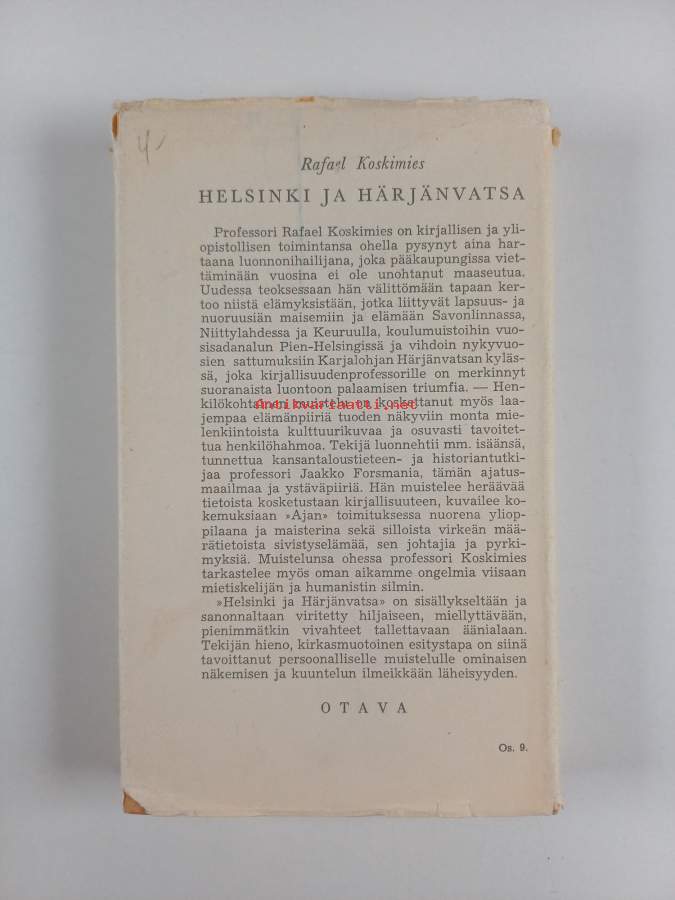 4,-
Rafael Koskimies
HELSINKI JA HÄRJÄNVATSA
Professori Rafael Koskimies on kirjallisen ja yli-
opistollisen toimintansa ohella pysynyt aina har-
taana luonnonihailijana, joka pääkaupungissa viet-
täminään vuosina ei ole unohtanut maaseutua.
Uudessa teoksessaan hän välittömään tapaan ker-
too niistä elämyksistään, jotka liittyvät lapsuus- ja
nuoruusiän maisemiin ja elämään Savonlinnassa,
Niittylahdessa ja Keuruulla, koulumuistoihin vuo-
sisadanalun Pien-Helsingissä ja vihdoin nykyvuo-
sien sattumuksiin Karjalohjan Härjänvatsan kyläs-
sä, joka kirjallisuudenprofessorille on merkinnyt
suoranaista luontoon palaamisen triumfia. — Hen-
kilökohtainen muistelu on koskettanut myös laa-
antikvariaatti.net
jempaa elämänpiiriä tuoden näkyviin monta mie-
lenkiintoista kulttuurikuvaa ja osuvasti tavoitet-
tua henkilöhahmoa. Tekijä luonnehtii mm. isäänsä,
tunnettua kansantaloustieteen- ja historiantutki-
jaa professori Jaakko Forsmania, tämän ajatus-
maailmaa ja ystäväpiiriä. Hän muistelee heräävää
tietoista kosketustaan kirjallisuuteen, kuvailee ko-
kemuksiaan »Ajan» toimituksessa nuorena yliop-
pilaana ja maisterina sekä silloista virkeän mää-
rätietoista sivistyselämää, sen johtajia ja pyrki-
myksiä. Muistelunsa ohessa professori Koskimies
tarkastelee myös oman aikamme ongelmia viisaan
mietiskelijän ja humanistin silmin.
»Helsinki ja Härjänvatsa» on sisällykseltään ja
sanonnaltaan viritetty hiljaiseen, miellyttävään,
pienimmätkin vivahteet tallettavaan äänialaan.
Tekijän hieno, kirkasmuotoinen esitystapa on siinä
tavoittanut persoonalliselle muistelulle ominaisen
näkemisen ja kuuntelun ilmeikkään läheisyyden.
OTAVA
Os. 9.